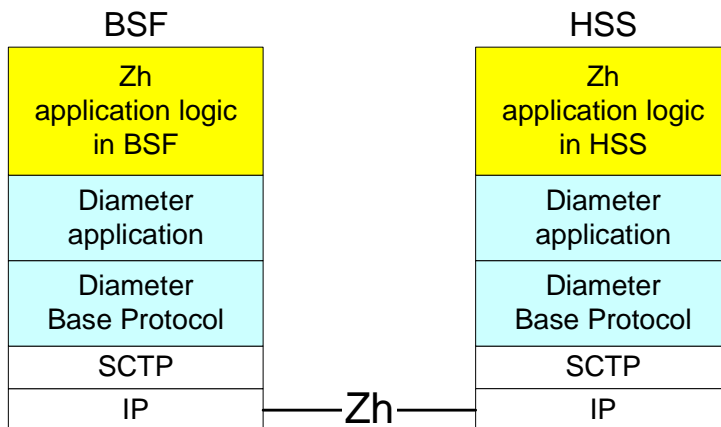 BSF
Zh
application logic
in BSF
Diameter
application
Diameter
Base Protocol
SCTP
IP
Zh
HSS
Zh
application logic
in HSS
Diameter
application
Diameter
Base Protocol
SCTP
IP